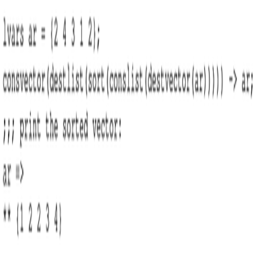 lvars ar = {2 4 3 1 2};
consvector(destlist(sort(conslist(destvector(ar))))) -> ar;
;;; print the sorted vector:
ar =>
** {1 2 2 3 4}